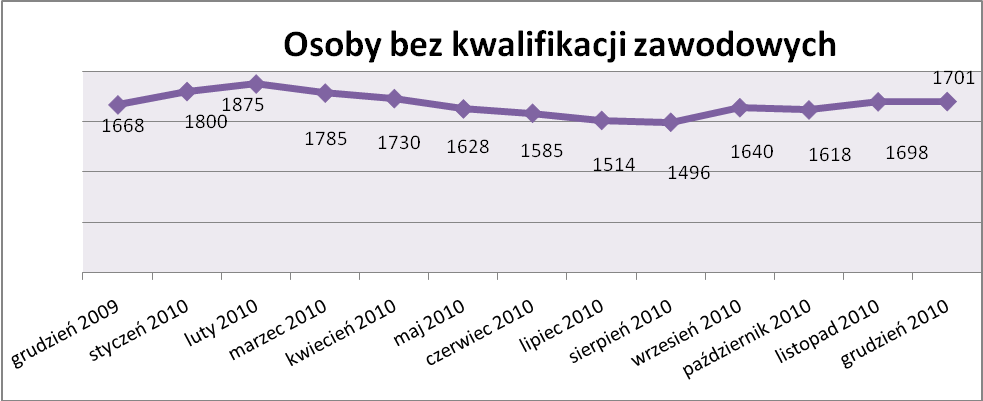 Osoby bez kwalifikacji zawodowych
1668
1800
1875
1785
1730
1628
1585
1514
1496
1640
1618
1698
1701
grudzień 2009
styczeń 2010
luty 2010
marzec 2010
kwiecień 2010
maj 2010
czerwiec 2010
lipiec 2010
sierpień 2010
wrzesień 2010
październik 2010
listopad 2010
grudzień 2010